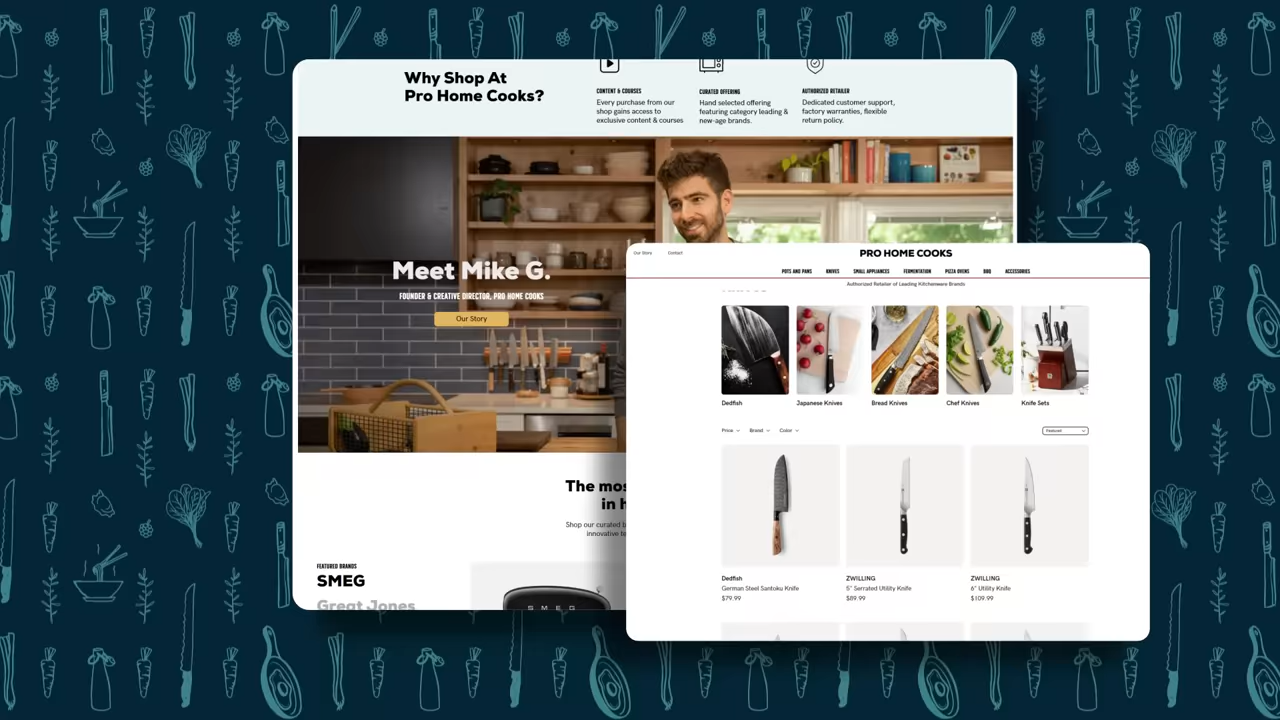 Why Shop At
Pro Home Cooks?
CONTENT & COURSES
Every purchase from our
shop gains access to
exclusive content & courses
CURATED OFFERING
Hand selected offering
featuring category leading &
new-age brands.
AUTHORIZED RETAILER
Dedicated customer support,
factory warranties, flexible
return policy.
Meet Mike G.
FOUNDER & CREATIVE DIRECTOR, PRO HOME COOKS
Our Story
The mos
in h
Shop our curated b
innovative te
FEATURED BRANDS
SMEG
Great Jones
SMEG
Our Story
Contact
PRO HOME COOKS
POTS AND PANS
KNIVES
SMALL APPLIANCES
FERMENTATION
PIZZA OVENS
BBQ
ACCESSORIES
Authorized Retailer of Leading Kitchenware Brands
Dedfish
Japanese Knives
Bread Knives
Chef Knives
Knife Sets
Price
Brand
Color
Featured
Dedfish
German Steel Santoku Knife
$79.99
ZWILLING
5" Serrated Utility Knife
$89.99
ZWILLING
6" Utility Knife
$109.99